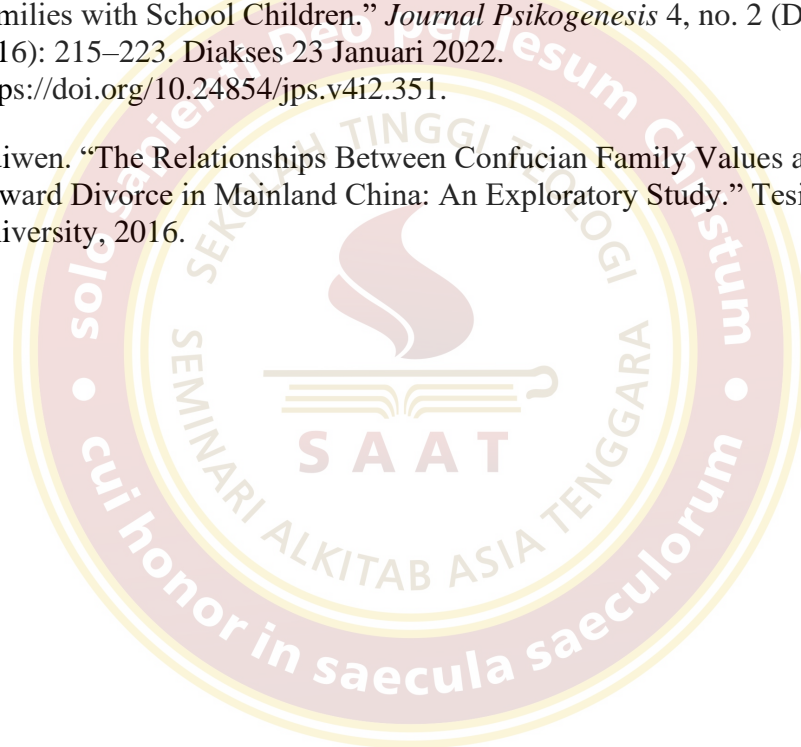 milies with School Children.” Journal Psikogenesis 4, no. 2 (D
16): 215–223. Diakses 23 Januari 2022.
ps://doi.org/10.24854/jps.v4i2.351.
iwen. “The Relationships Between Confucian Family Values a
ward Divorce in Mainland China: An Exploratory Study.” Tesi
iversity, 2016.
solo sapienti Deo per Iesum Christum
SEKOLAH TINGGI TEOLOGI
SAAT
SEMINARI ALKITAB ASIA TENGGARA
cui honor in saecula saeculorum